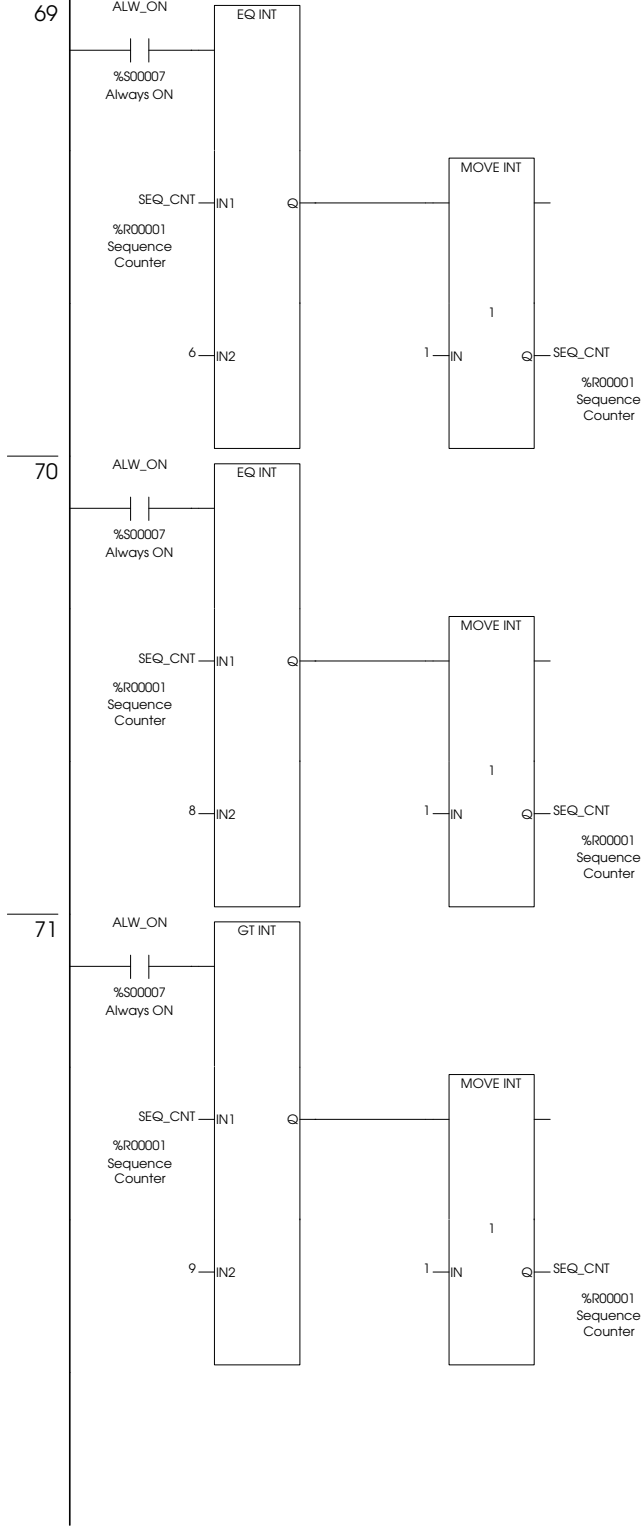 69
ALW_ON
EQ INT
%S00007
Always ON
MOVE INT
SEQ_CNT
IN1
Q
%R00001
Sequence
Counter
1
6
IN2
1
IN
Q
SEQ_CNT
%R00001
Sequence
Counter
70
ALW_ON
EQ INT
%S00007
Always ON
MOVE INT
SEQ_CNT
IN1
Q
%R00001
Sequence
Counter
1
8
IN2
1
IN
Q
SEQ_CNT
%R00001
Sequence
Counter
71
ALW_ON
GT INT
%S00007
Always ON
MOVE INT
SEQ_CNT
IN1
Q
%R00001
Sequence
Counter
1
9
IN2
1
IN
Q
SEQ_CNT
%R00001
Sequence
Counter